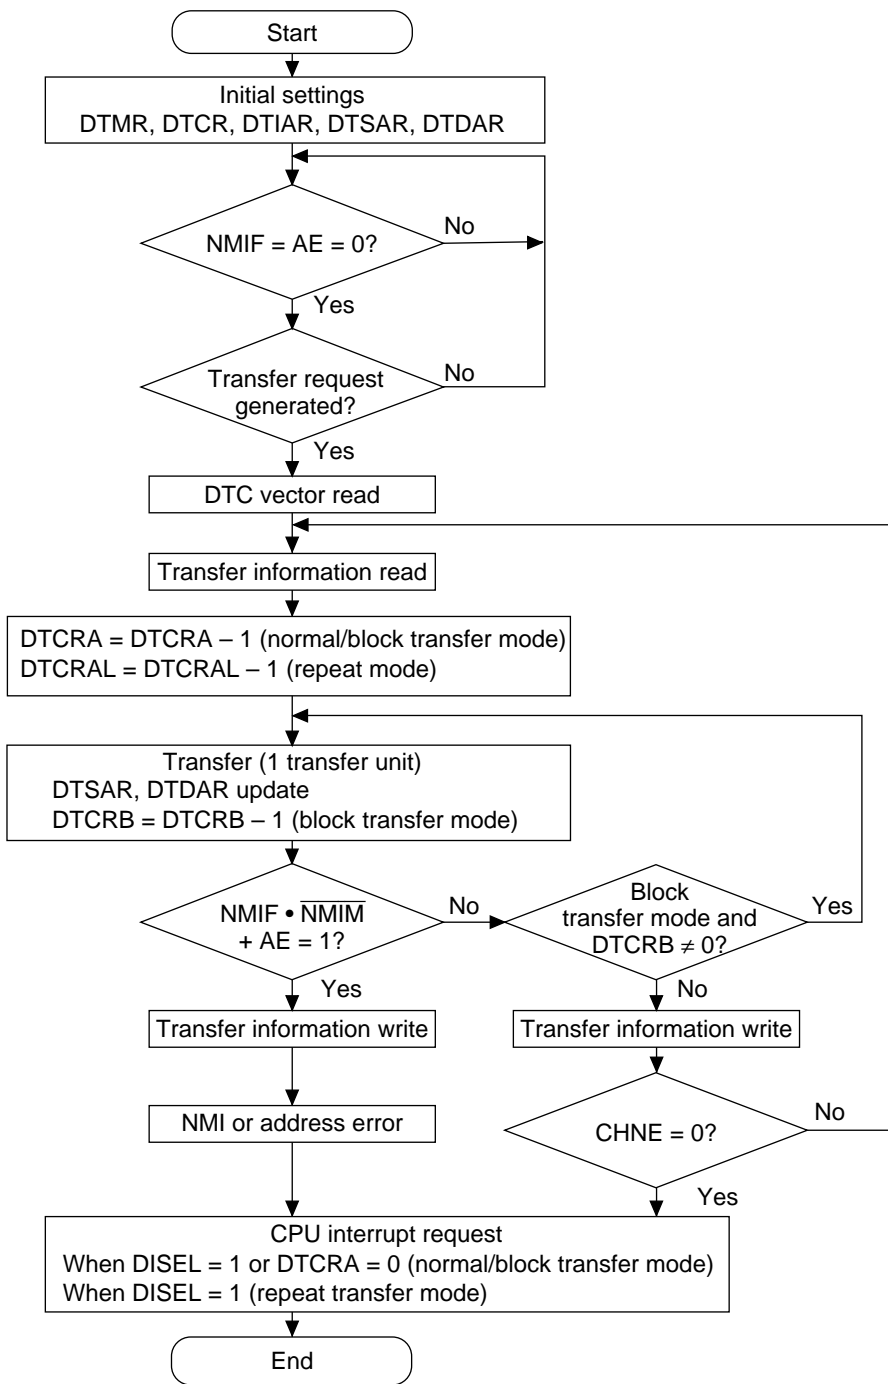 Start
Initial settings
DTMR, DTCR, DTIAR, DTSAR, DTDAR
NMIF = AE = 0?
No
Yes
Transfer request
generated?
No
Yes
DTC vector read
Transfer information read
DTCRA = DTCRA – 1 (normal/block transfer mode)
DTCRAL = DTCRAL – 1 (repeat mode)
Transfer (1 transfer unit)
DTSAR, DTDAR update
DTCRB = DTCRB – 1 (block transfer mode)
NMIF • N̅M̅I̅M̅
+ AE = 1?
No
Yes
Block
transfer mode and
DTCRB ≠ 0?
Yes
No
Transfer information write
Transfer information write
NMI or address error
CHNE = 0?
No
Yes
CPU interrupt request
When DISEL = 1 or DTCRA = 0 (normal/block transfer mode)
When DISEL = 1 (repeat transfer mode)
End